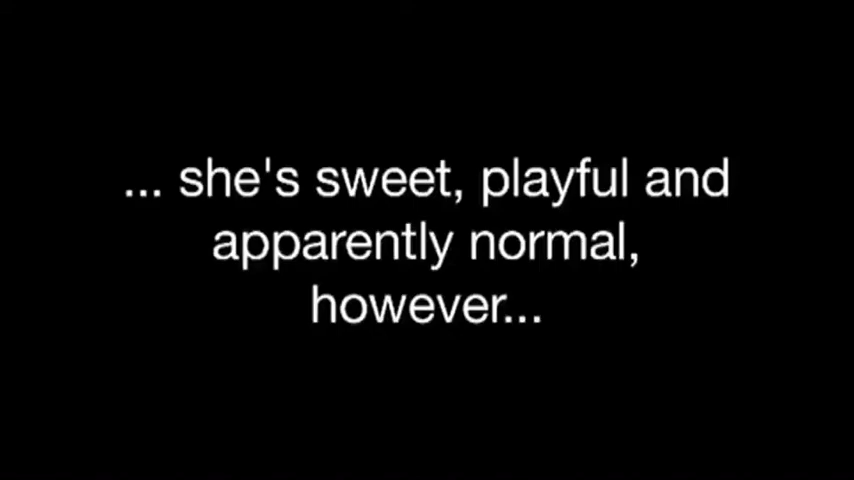 ... she's sweet, playful and
apparently normal,
however...